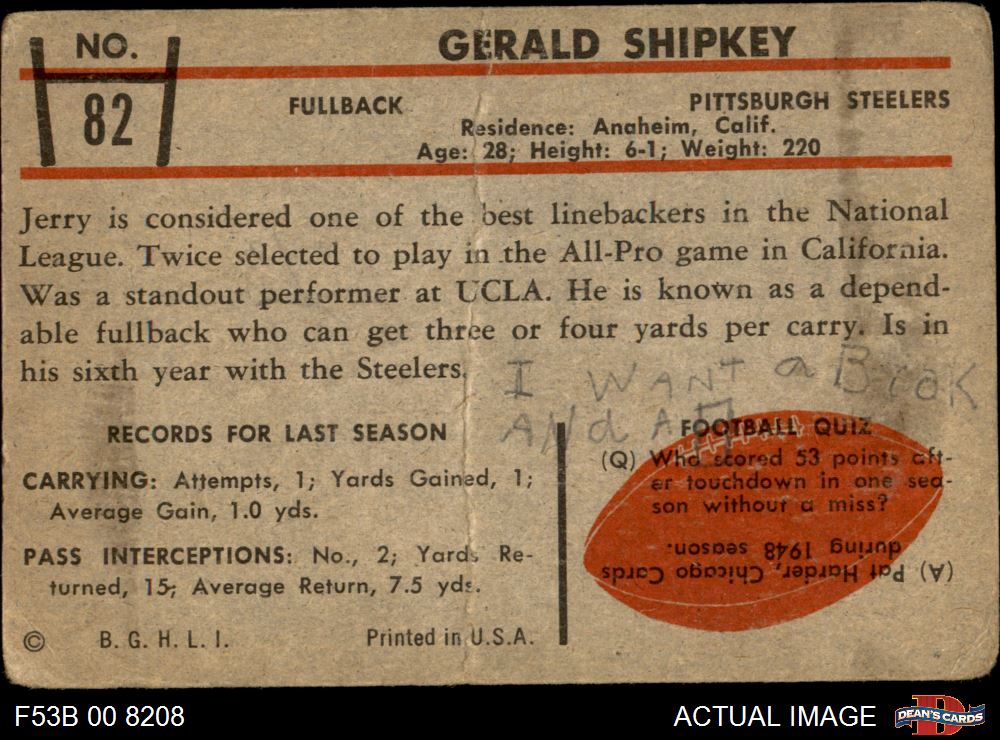 NO.
82
GERALD SHIPKEY
FULLBACK
PITTSBURGH STEELERS
Residence: Anaheim, Calif.
Age: 28; Height: 6-1; Weight: 220
Jerry is considered one of the best linebackers in the National
League. Twice selected to play in the All-Pro game in California.
Was a standout performer at UCLA. He is known as a depend-
able fullback who can get three or four yards per carry. Is in
his sixth year with the Steelers.
I WANT a
ANd A
RECORDS FOR LAST SEASON
CARRYING: Attempts, 1; Yards Gained, 1;
Average Gain, 1.0 yds.
PASS INTERCEPTIONS: No., 2; Yards Re-
turned, 15; Average Return, 7.5 yds.
© B. G. H. L. I. Printed in U.S.A.
FOOTBALL QUIZ
(Q) Who scored 53 points aft-
er touchdown in one sea-
son without a miss?
(A) Pat Harder, Chicago Cards
during 1948 season.
F53B 00 8208
ACTUAL IMAGE
DEAN'S CARDS